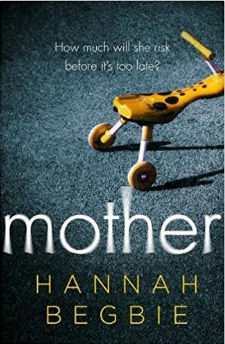 How much will she risk
before it's too late?
mother
HANNAH
BEGBIE